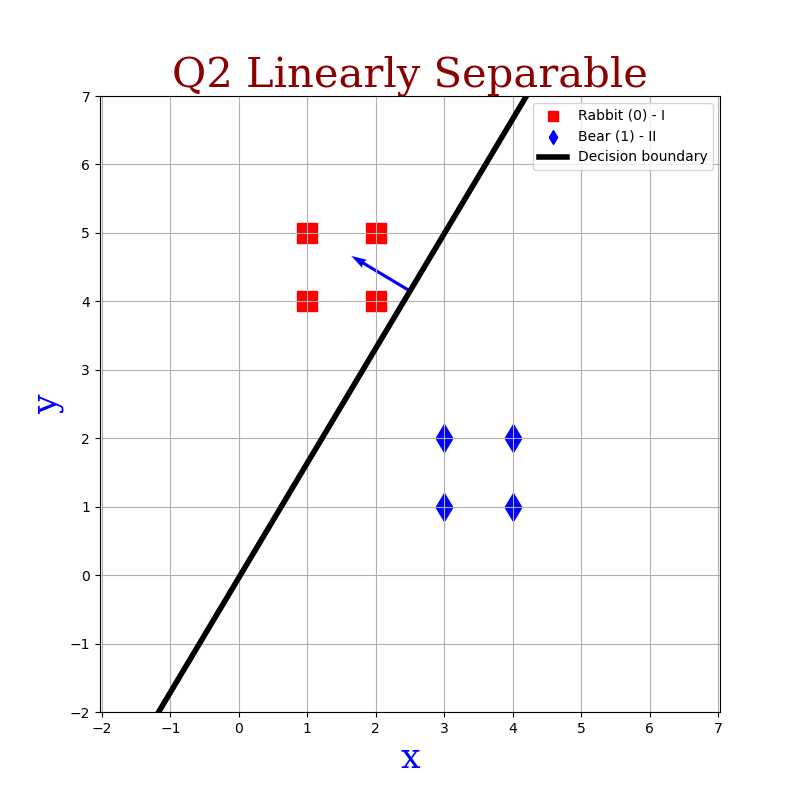 Q2 Linearly Separable
Rabbit (0) - I
Bear (1) - II
Decision boundary
7
6
5
4
3
2
1
0
−1
−2
y
−2 −1 0 1 2 3 4 5 6 7
x